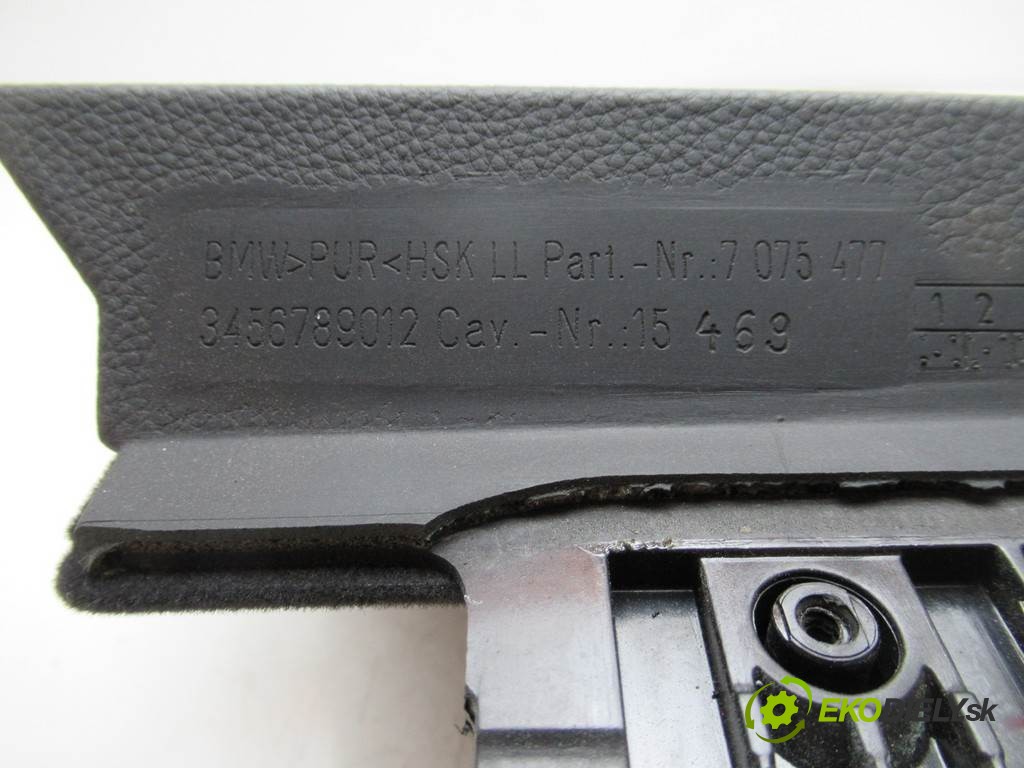 BMW>PUR<HSK LL Part.-Nr.:7 075 477
3456789012 Cav.-Nr.:15 469
1 2
EKODIELY.sk